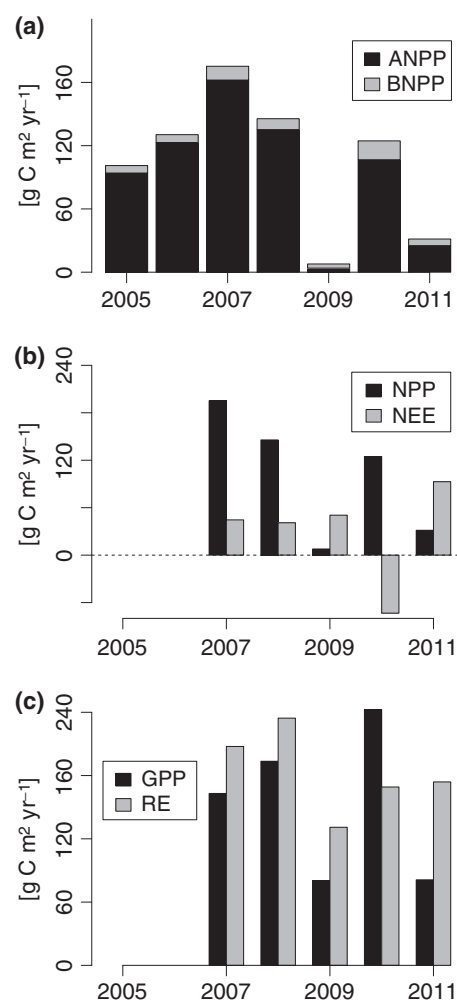 (a)
ANPP
BNPP
[g C m² yr⁻¹]
160
120
60
0
2005 2007 2009 2011
(b)
NPP
NEE
[g C m² yr⁻¹]
240
120
0
2005 2007 2009 2011
(c)
GPP
RE
[g C m² yr⁻¹]
240
160
120
60
0
2005 2007 2009 2011